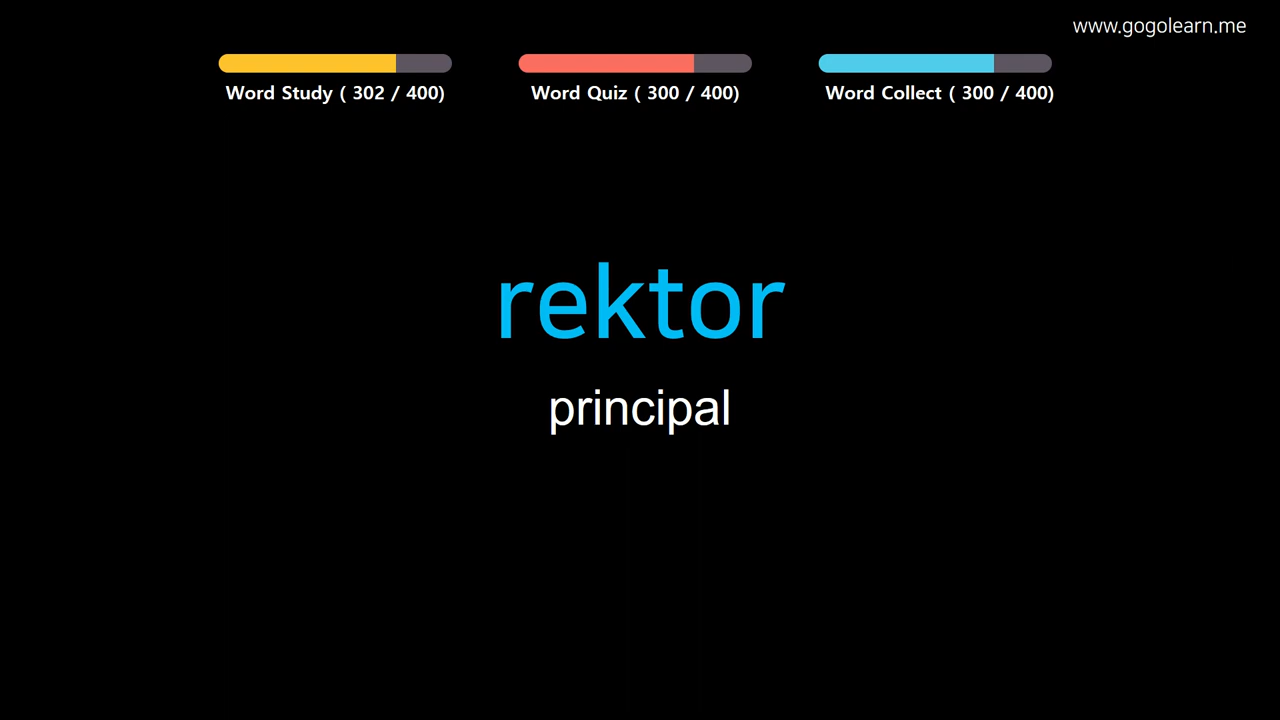 www.gogolearn.me
Word Study ( 302 / 400)
Word Quiz ( 300 / 400)
Word Collect ( 300 / 400)
rektor
principal